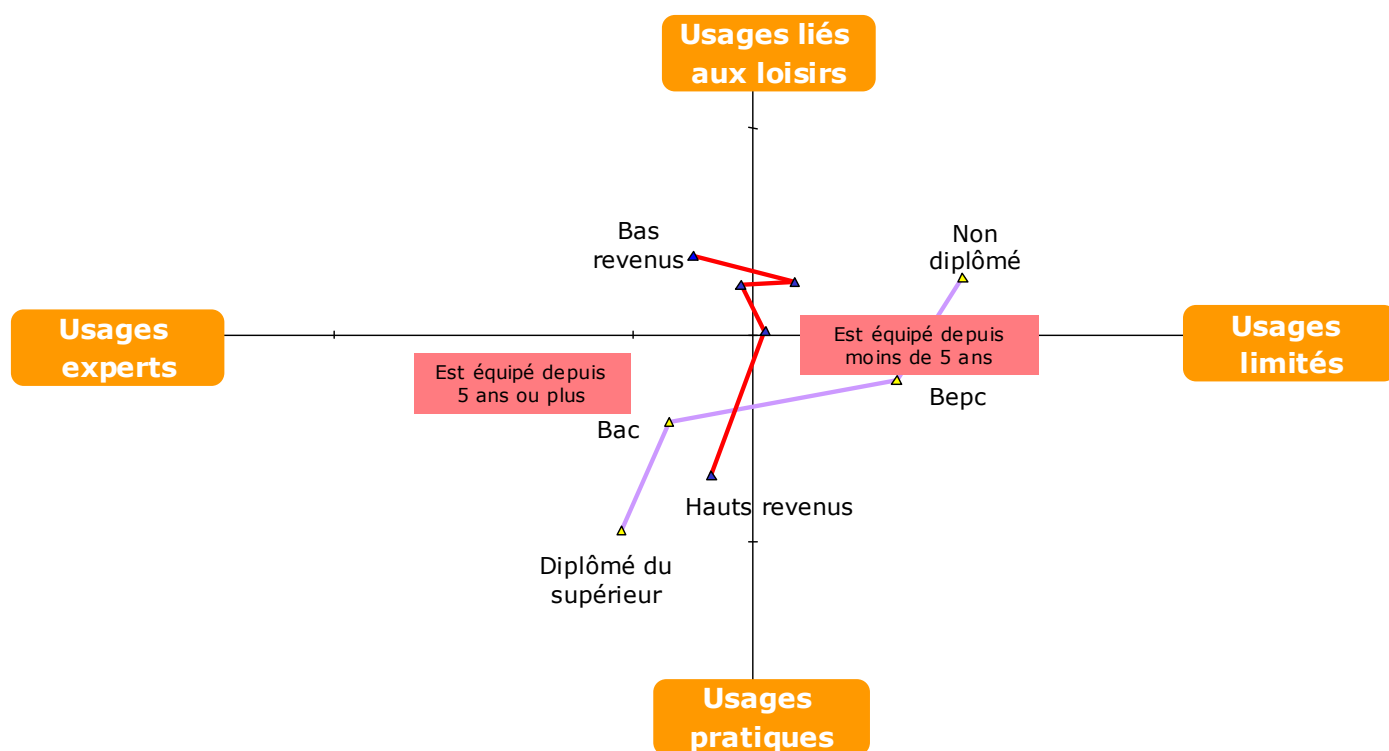 Usages liés
aux loisirs
Bas
revenus
Non
diplômé
Usages
experts
Est équipé depuis
moins de 5 ans
Usages
limités
Est équipé depuis
5 ans ou plus
Bepc
Bac
Hauts revenus
Diplômé du
supérieur
Usages
pratiques